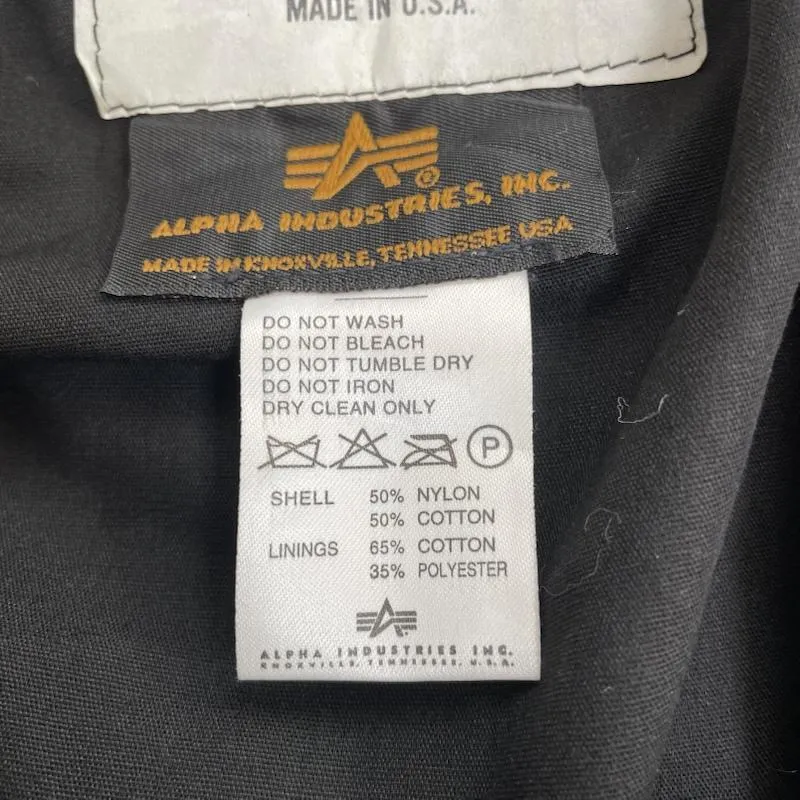 MADE IN U.S.A.
ALPHA INDUSTRIES, INC.
MADE IN KNOXVILLE, TENNESSEE USA
DO NOT WASH
DO NOT BLEACH
DO NOT TUMBLE DRY
DO NOT IRON
DRY CLEAN ONLY
P
SHELL 50% NYLON
50% COTTON
LININGS 65% COTTON
35% POLYESTER
ALPHA INDUSTRIES INC.
KNOXVILLE, TENNESSEE, U.S.A.